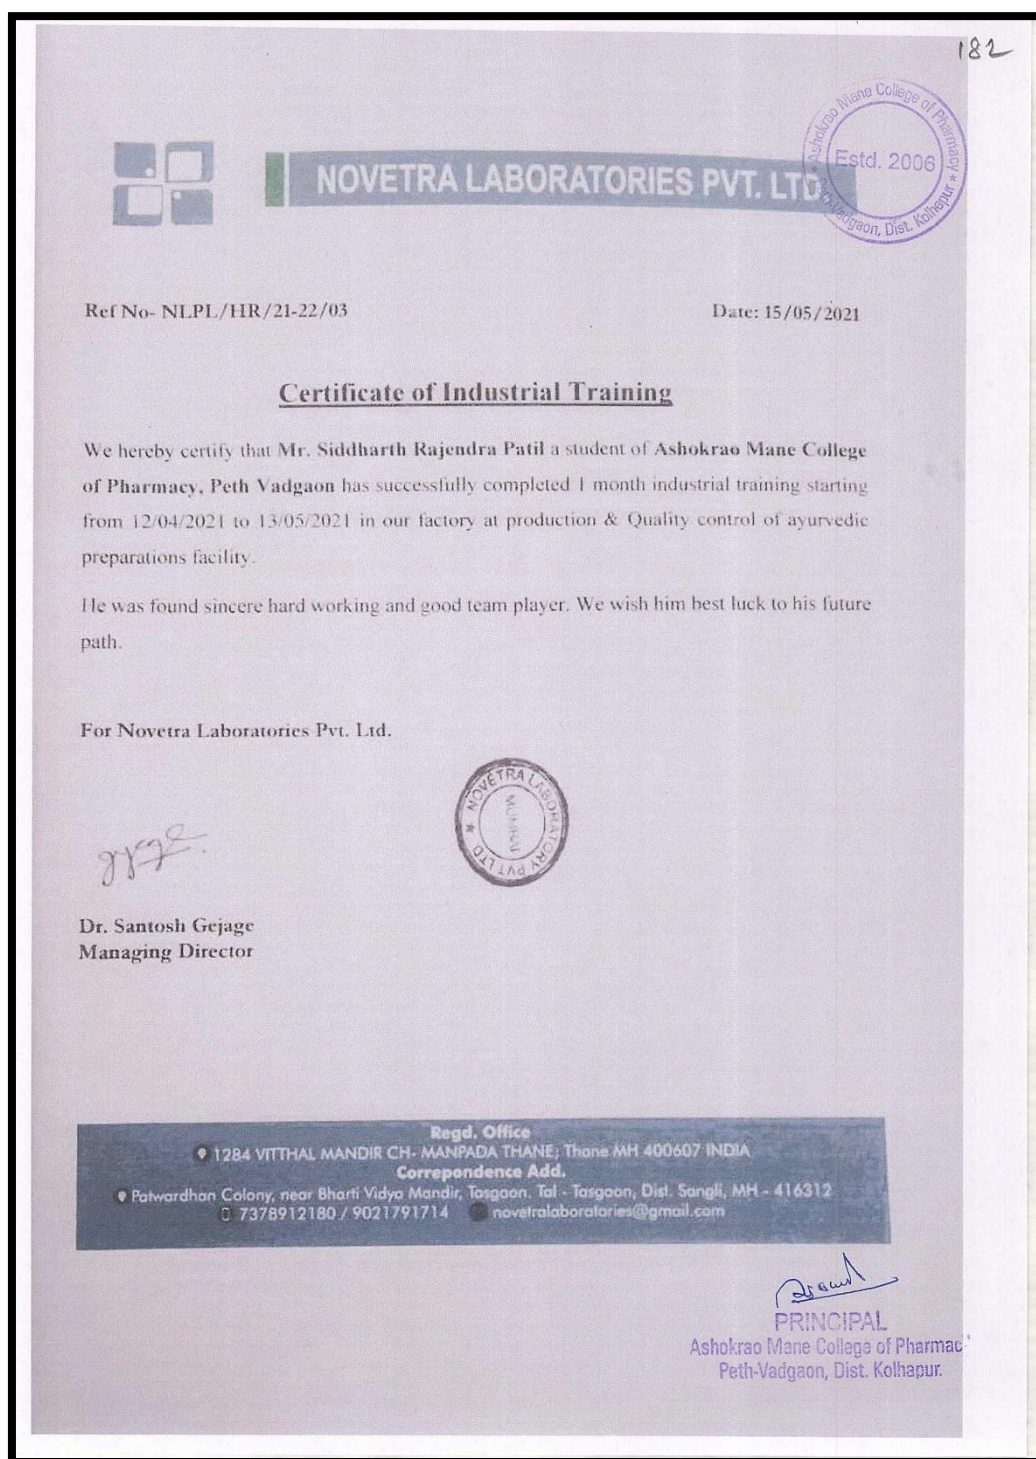 182
Ashokrao Mane College of Pharmacy
Estd. 2006
Peth-Vadgaon, Dist. Kolhapur
NOVETRA LABORATORIES PVT. LTD
Ref No- NLPL/HR/21-22/03
Date: 15/05/2021
Certificate of Industrial Training
We hereby certify that Mr. Siddharth Rajendra Patil a student of Ashokrao Mane College
of Pharmacy, Peth Vadgaon has successfully completed 1 month industrial training starting
from 12/04/2021 to 13/05/2021 in our factory at production & Quality control of ayurvedic
preparations facility.
He was found sincere hard working and good team player. We wish him best luck to his future
path.
For Novetra Laboratories Pvt. Ltd.
NOVETRA LABORATORY PVT LTD
MUMBAI
Dr. Santosh Gejage
Managing Director
Regd. Office
1284 VITTHAL MANDIR CH- MANPADA THANE; Thane MH 400607 INDIA
Correpondence Add.
Patwardhan Colony, near Bharti Vidya Mandir, Tasgaon. Tal - Tasgaon, Dist. Sangli, MH - 416312
7378912180 / 9021791714 novetralaboratories@gmail.com
PRINCIPAL
Ashokrao Mane College of Pharmac
Peth-Vadgaon, Dist. Kolhapur.